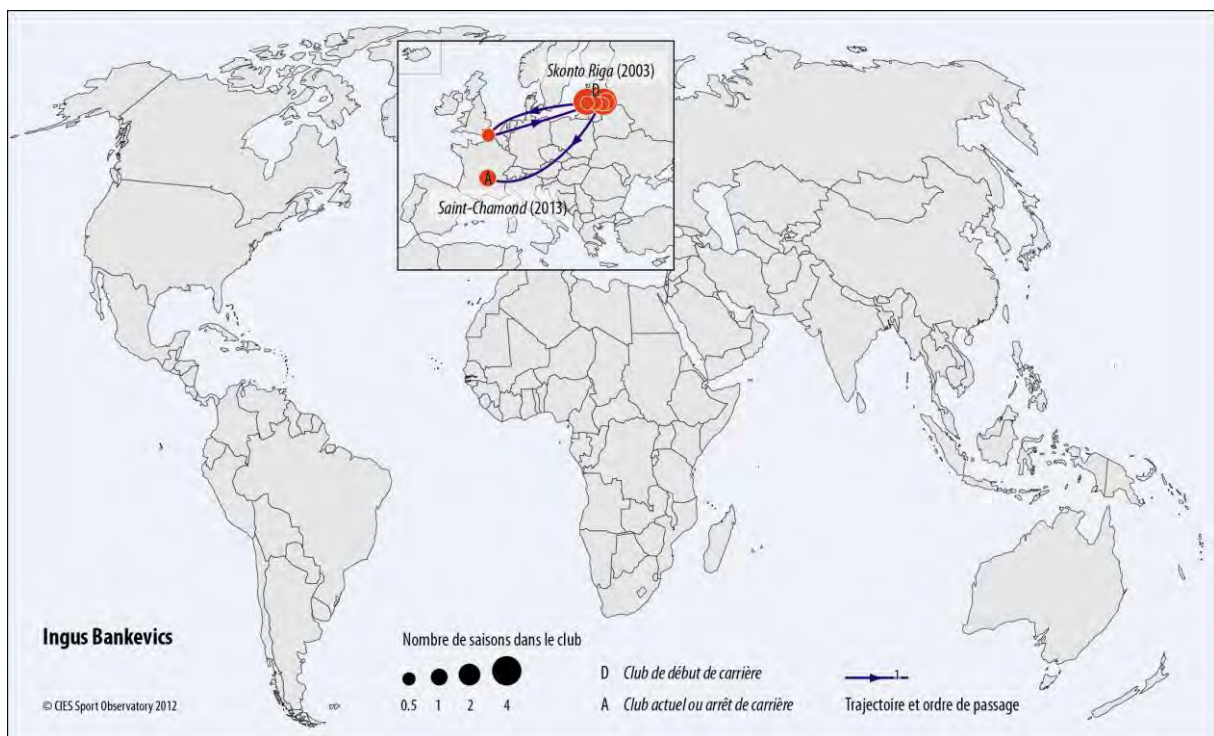 Skonto Riga (2003)
D
A
Saint-Chamond (2013)
Ingus Bankevics
© CIES Sport Observatory 2012
Nombre de saisons dans le club
0.5 1 2 4
D Club de début de carrière
A Club actuel ou arrêt de carrière
1
Trajectoire et ordre de passage